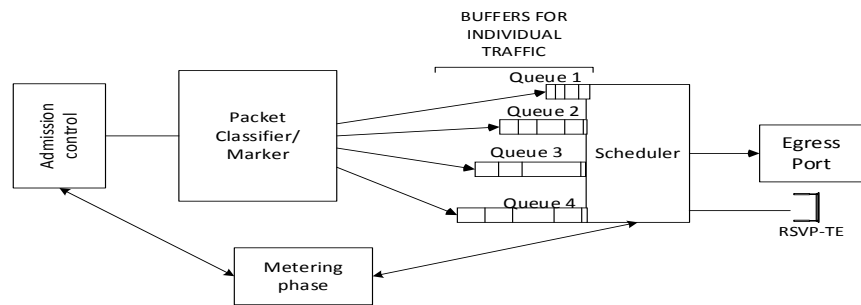 BUFFERS FOR
INDIVIDUAL
TRAFFIC
Queue 1
Queue 2
Queue 3
Queue 4
Admission
control
Packet
Classifier/
Marker
Scheduler
Egress
Port
RSVP-TE
Metering
phase